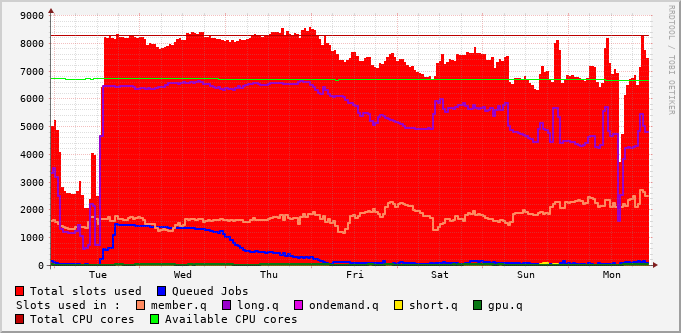 9000
8000
7000
6000
5000
4000
3000
2000
1000
0
Tue Wed Thu Fri Sat Sun Mon
RRDTOOL / TOBI OETIKER
Total slots used Queued Jobs
Slots used in : member.q long.q ondemand.q short.q gpu.q
Total CPU cores Available CPU cores